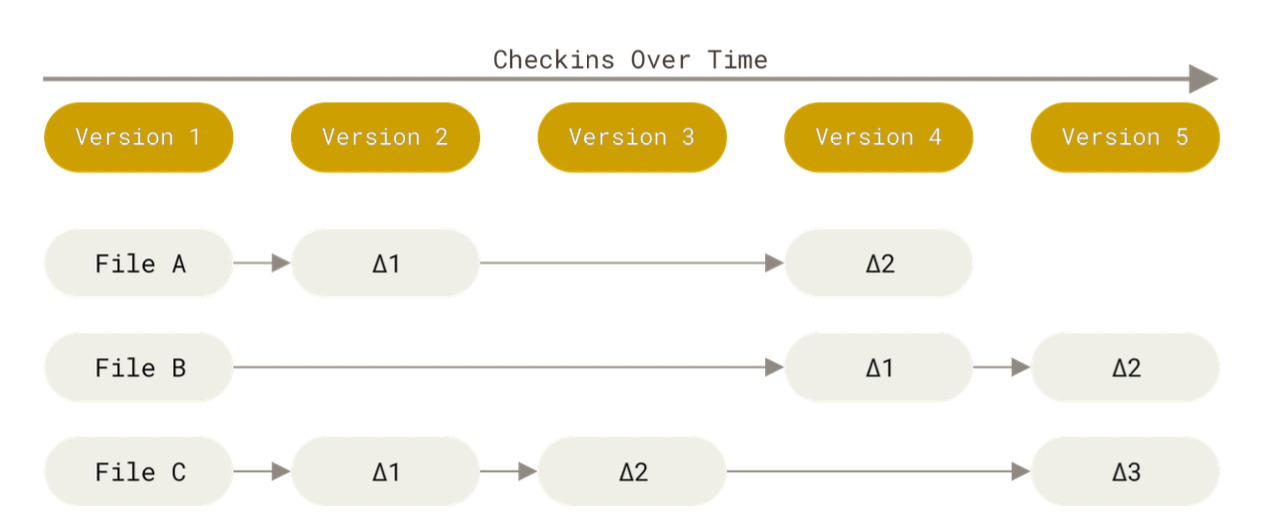 Checkins Over Time
Version 1 Version 2 Version 3 Version 4 Version 5
File A Δ1 Δ2
File B Δ1 Δ2
File C Δ1 Δ2 Δ3